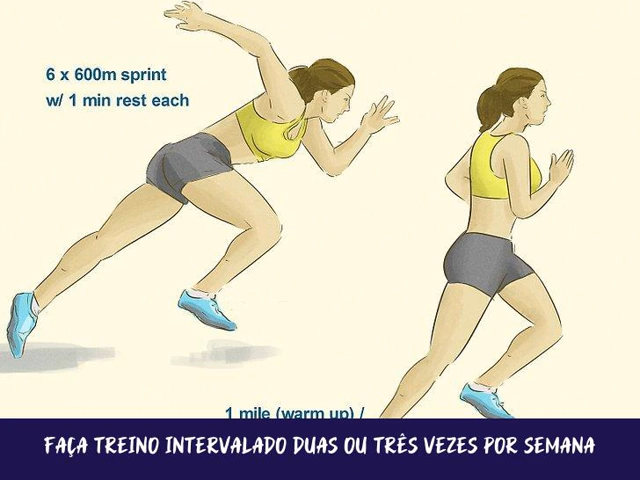 6 x 600m sprint
w/ 1 min rest each
1 mile (warm up) /
FAÇA TREINO INTERVALADO DUAS OU TRÊS VEZES POR SEMANA